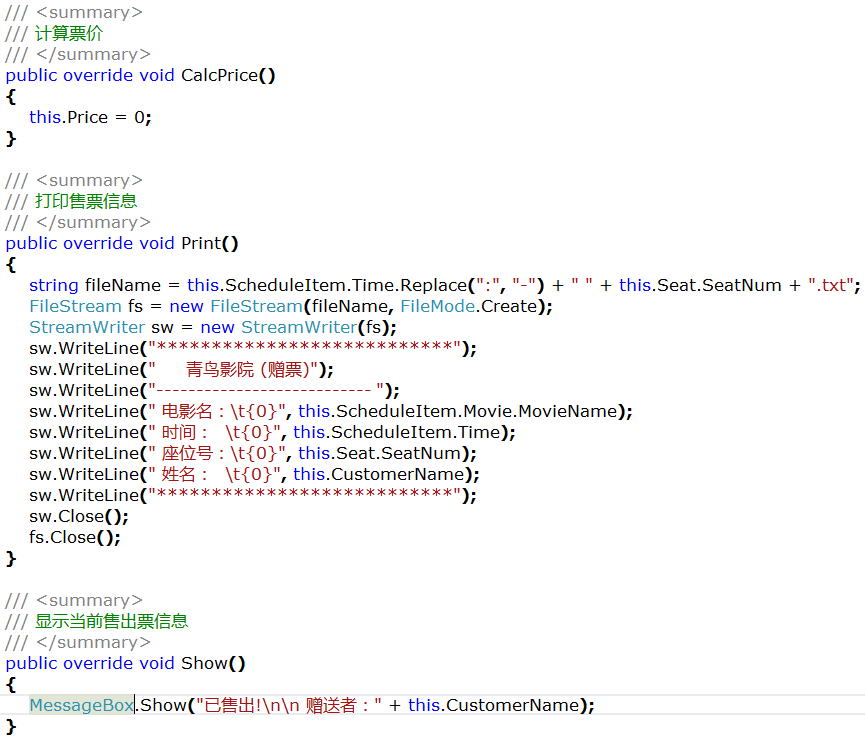 /// <summary>
/// 计算票价
/// </summary>
public override void CalcPrice()
{
    this.Price = 0;
}

/// <summary>
/// 打印售票信息
/// </summary>
public override void Print()
{
    string fileName = this.ScheduleItem.Time.Replace(":", "-") + " " + this.Seat.SeatNum + ".txt";
    FileStream fs = new FileStream(fileName, FileMode.Create);
    StreamWriter sw = new StreamWriter(fs);
    sw.WriteLine("***************************");
    sw.WriteLine("      青鸟影院 (赠票)");
    sw.WriteLine("--------------------------- ");
    sw.WriteLine(" 电影名：\t{0}", this.ScheduleItem.Movie.MovieName);
    sw.WriteLine(" 时间：  \t{0}", this.ScheduleItem.Time);
    sw.WriteLine(" 座位号：\t{0}", this.Seat.SeatNum);
    sw.WriteLine(" 姓名：  \t{0}", this.CustomerName);
    sw.WriteLine("***************************");
    sw.Close();
    fs.Close();
}

/// <summary>
/// 显示当前售出票信息
/// </summary>
public override void Show()
{
    MessageBox.Show("已售出!\n\n 赠送者：" + this.CustomerName);
}